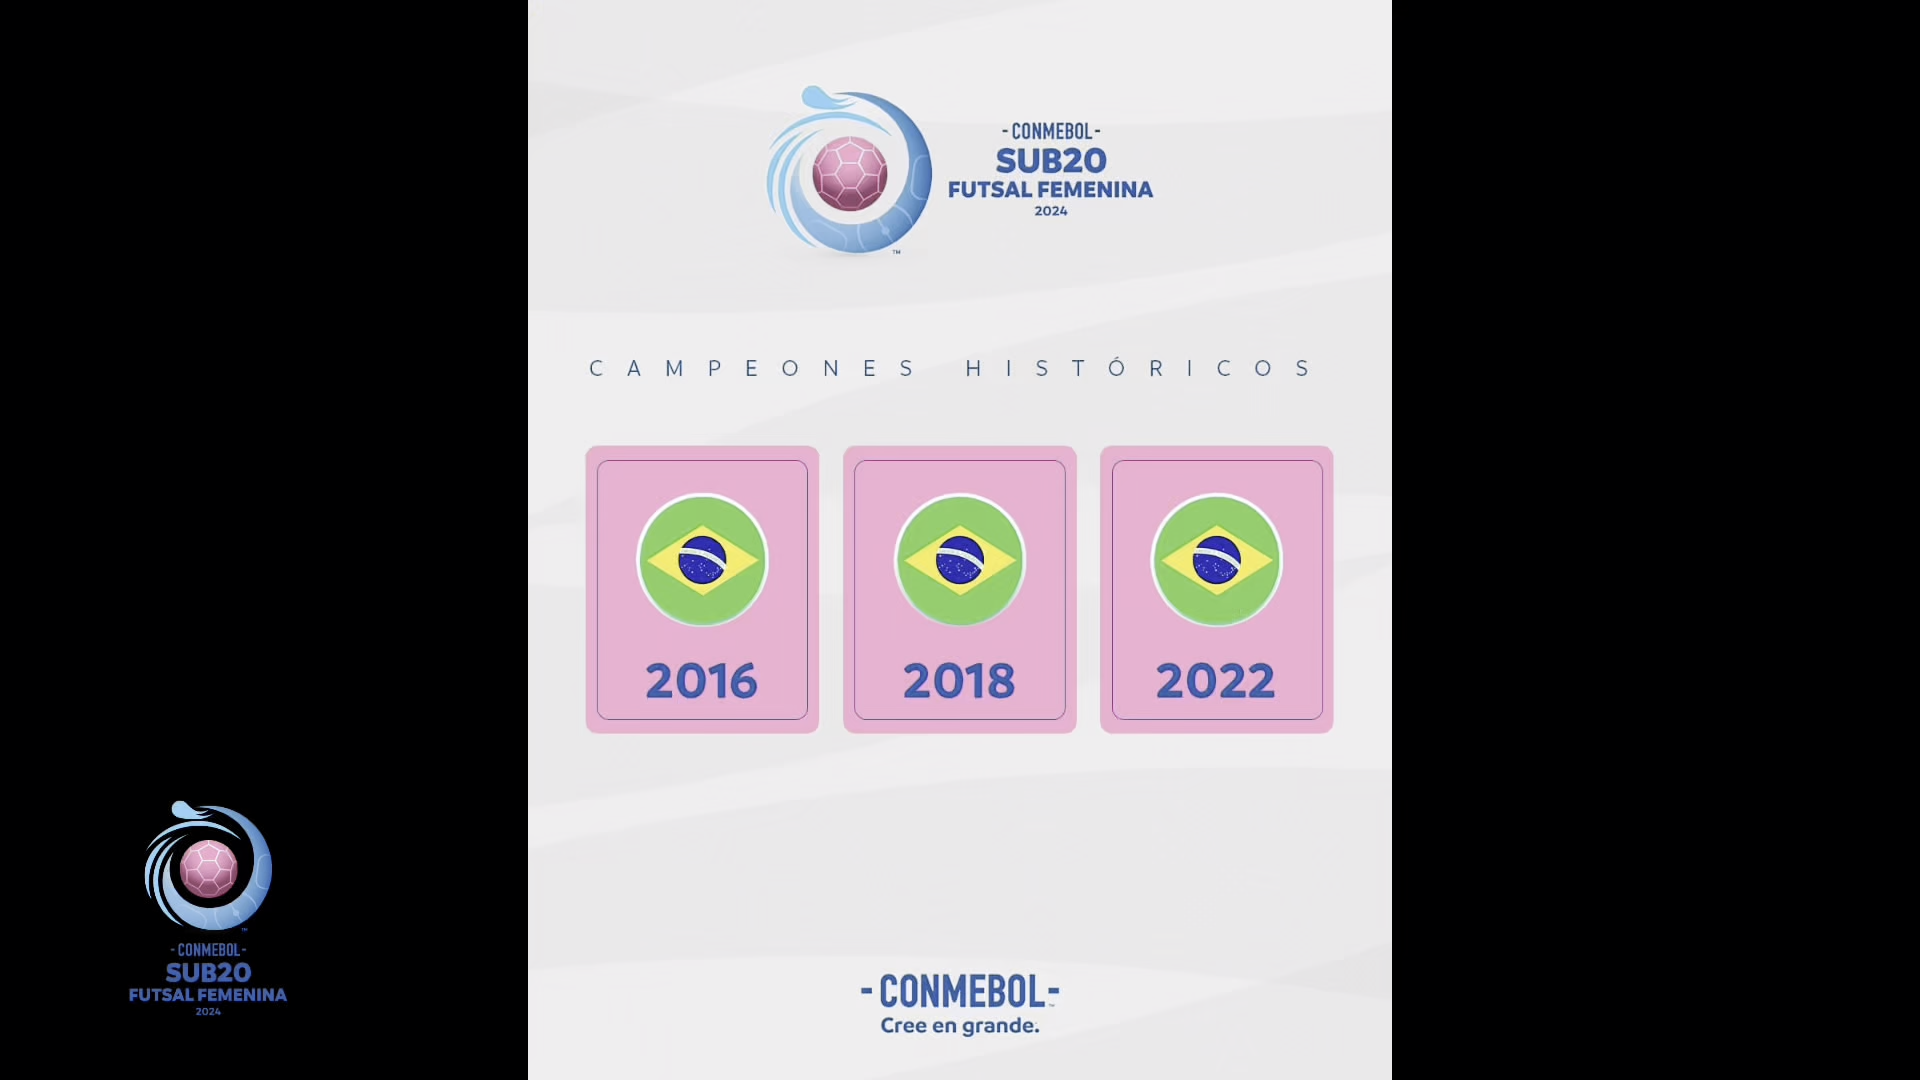 - CONMEBOL -
SUB20
FUTSAL FEMENINA
2024
TM
CAMPEONES HISTÓRICOS
2016
2018
2022
- CONMEBOL -
Cree en grande.
- CONMEBOL -
SUB20
FUTSAL FEMENINA
2024